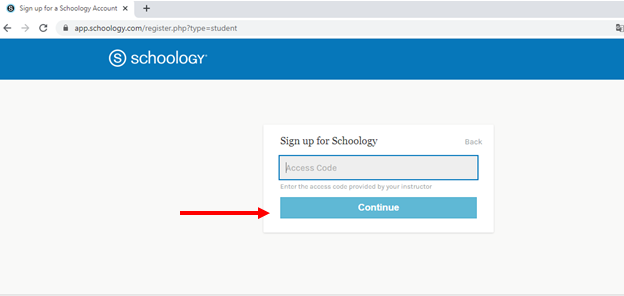 Sign up for a Schoology Account
app.schoology.com/register.php?type=student
S schoology
Sign up for Schoology Back
Access Code
Enter the access code provided by your instructor
Continue